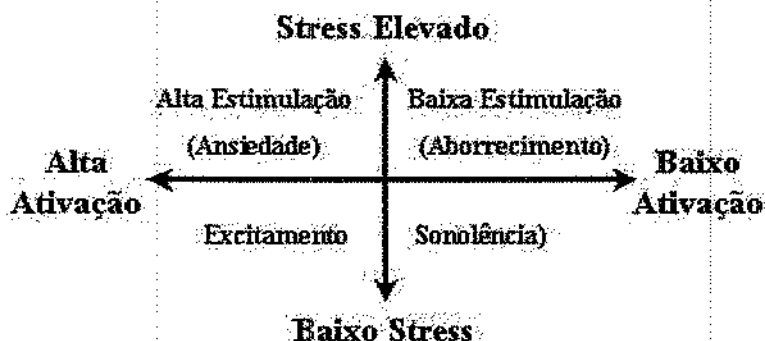 Stress Elevado
Alta Estimulação
Baixa Estimulação
(Ansiedade)
(Aborrecimento)
Alta
Ativação
Baixo
Ativação
Excitamento
Sonolência)
Baixo Stress